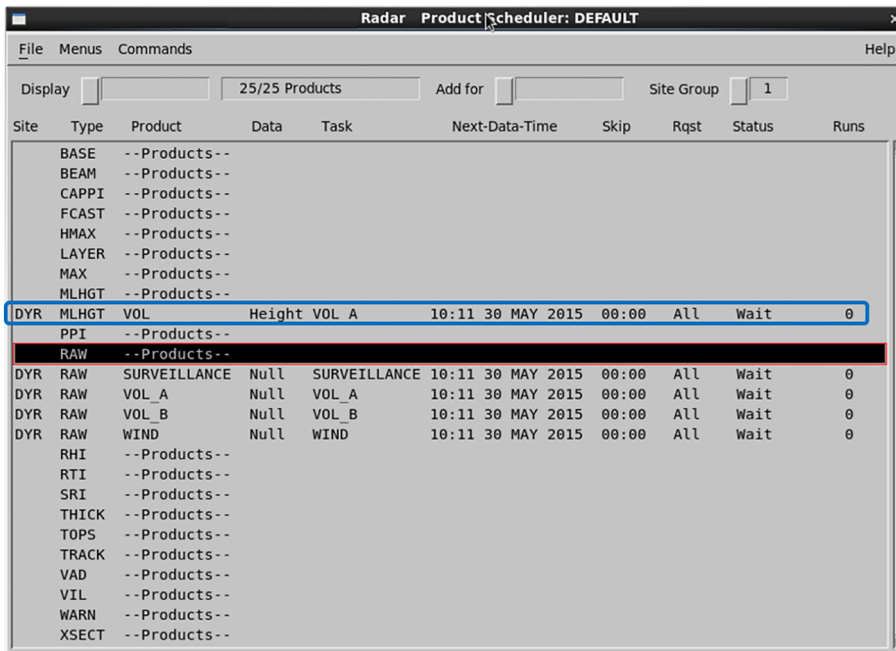 Radar Product Scheduler: DEFAULT
File Menus Commands Help
Display 25/25 Products Add for Site Group 1
Site Type Product Data Task Next-Data-Time Skip Rqst Status Runs
BASE --Products--
BEAM --Products--
CAPPI --Products--
FCAST --Products--
HMAX --Products--
LAYER --Products--
MAX --Products--
MLHGT --Products--
DYR MLHGT VOL Height VOL A 10:11 30 MAY 2015 00:00 All Wait 0
PPI --Products--
RAW --Products--
DYR RAW SURVEILLANCE Null SURVEILLANCE 10:11 30 MAY 2015 00:00 All Wait 0
DYR RAW VOL_A Null VOL_A 10:11 30 MAY 2015 00:00 All Wait 0
DYR RAW VOL_B Null VOL_B 10:11 30 MAY 2015 00:00 All Wait 0
DYR RAW WIND Null WIND 10:11 30 MAY 2015 00:00 All Wait 0
RHI --Products--
RTI --Products--
SRI --Products--
THICK --Products--
TOPS --Products--
TRACK --Products--
VAD --Products--
VIL --Products--
WARN --Products--
XSECT --Products--